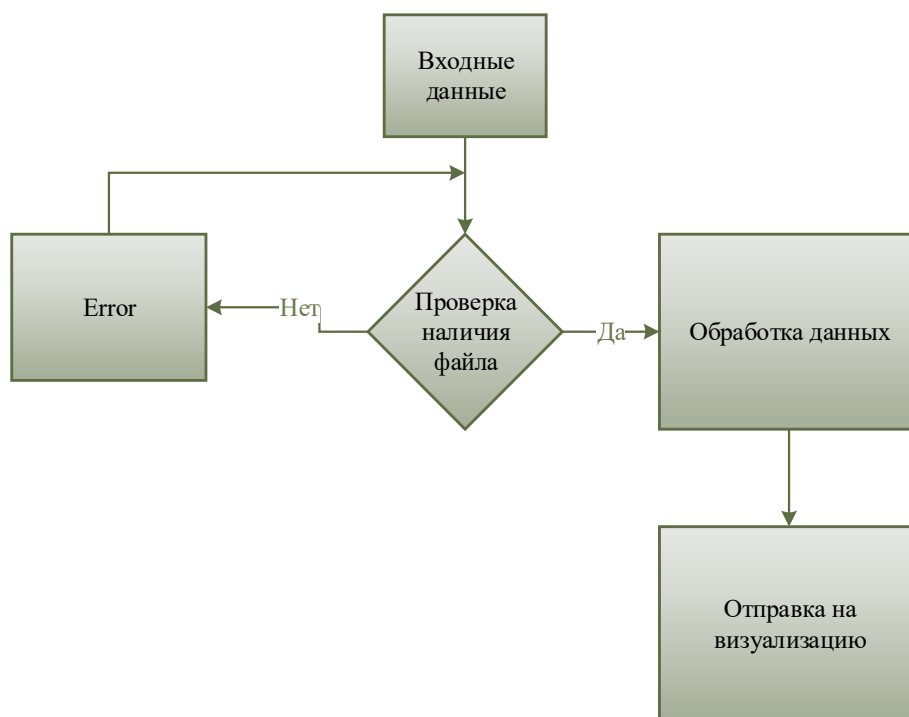 Входные
данные
Error
Нет
Проверка
наличия
файла
Да
Обработка данных
Отправка на
визуализацию